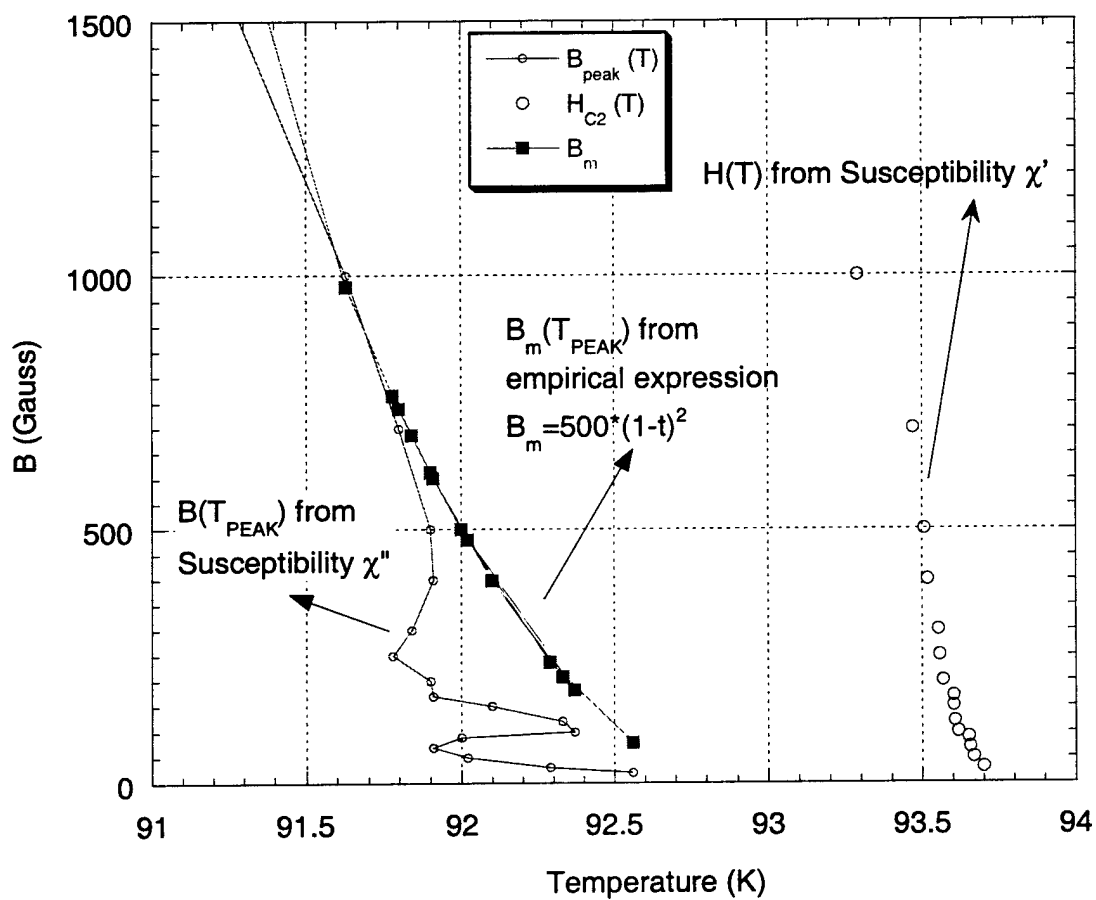 1500
1000
500
0
B (Gauss)
B_peak (T)
H_C2 (T)
B_m
H(T) from Susceptibility χ'
B_m(T_PEAK) from
empirical expression
B_m=500*(1-t)^2
B(T_PEAK) from
Susceptibility χ"
91
91.5
92
92.5
93
93.5
94
Temperature (K)